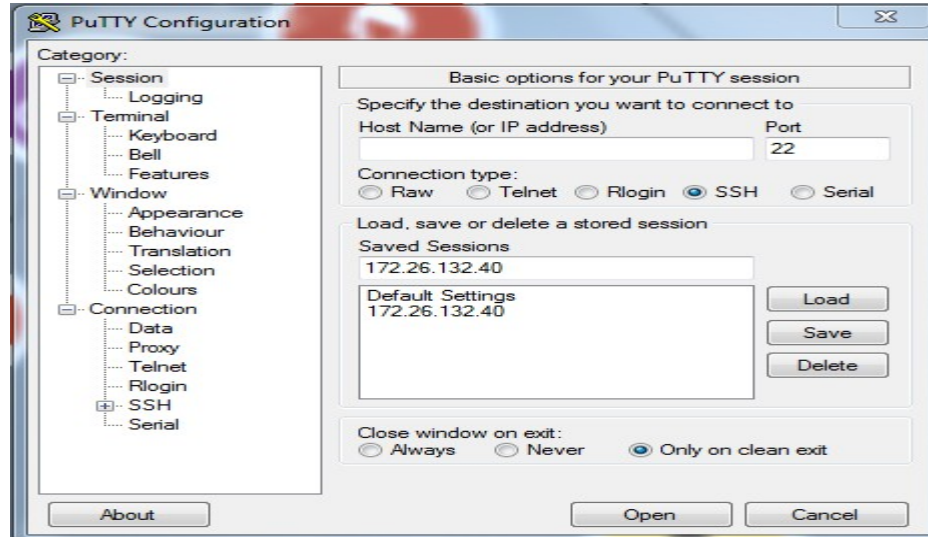 PuTTY Configuration
Category:
Session
Logging
Terminal
Keyboard
Bell
Features
Window
Appearance
Behaviour
Translation
Selection
Colours
Connection
Data
Proxy
Telnet
Rlogin
SSH
Serial
Basic options for your PuTTY session
Specify the destination you want to connect to
Host Name (or IP address) Port
22
Connection type:
Raw Telnet Rlogin SSH Serial
Load, save or delete a stored session
Saved Sessions
172.26.132.40
Default Settings
172.26.132.40
Load
Save
Delete
Close window on exit:
Always Never Only on clean exit
About Open Cancel